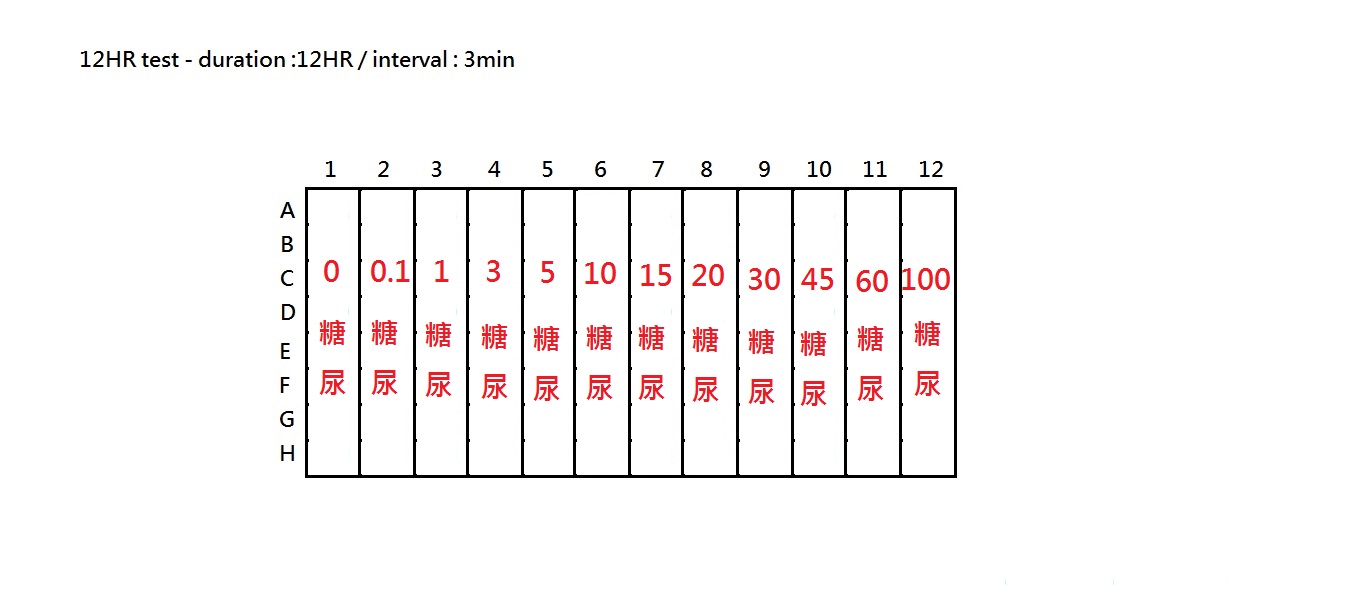 12HR test - duration :12HR / interval : 3min
1 2 3 4 5 6 7 8 9 10 11 12
A
B
C 0 0.1 1 3 5 10 15 20 30 45 60 100
D
糖 糖 糖 糖 糖 糖 糖 糖 糖 糖 糖 糖
E
F 尿 尿 尿 尿 尿 尿 尿 尿 尿 尿 尿 尿
G
H